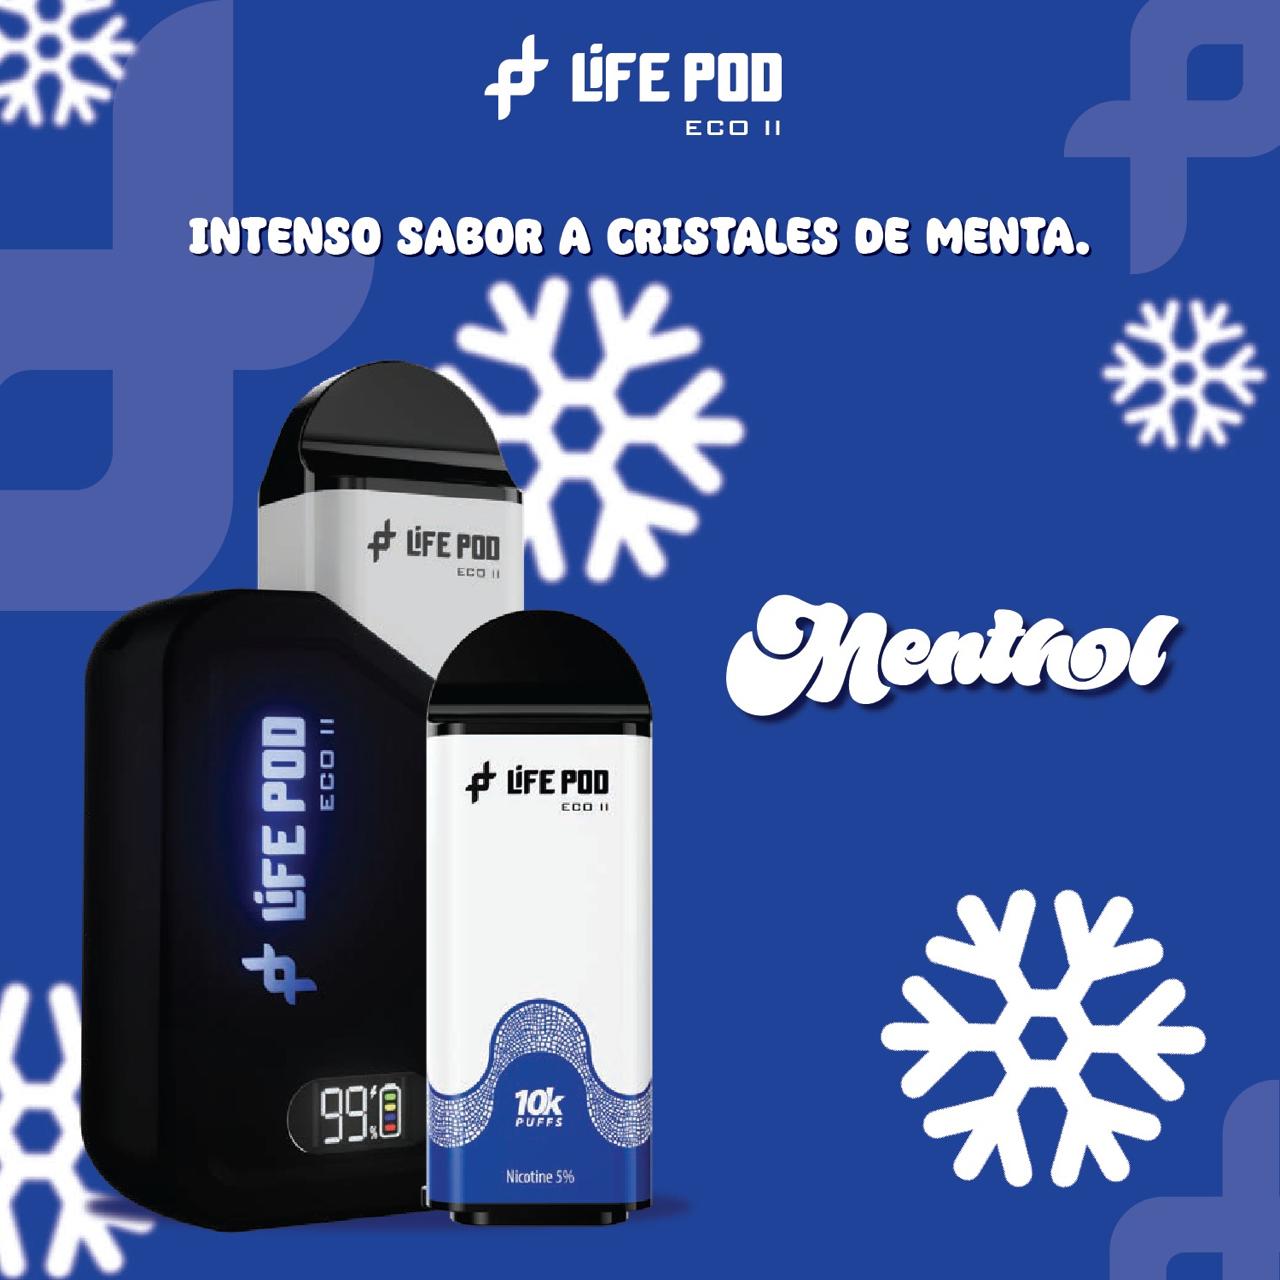 LiFE POD
ECO II
INTENSO SABOR A CRISTALES DE MENTA.
LiFE POD
ECO II
Menthol
LiFE POD
ECO II
LiFE POD
ECO II
99%
10k
PUFFS
Nicotine 5%